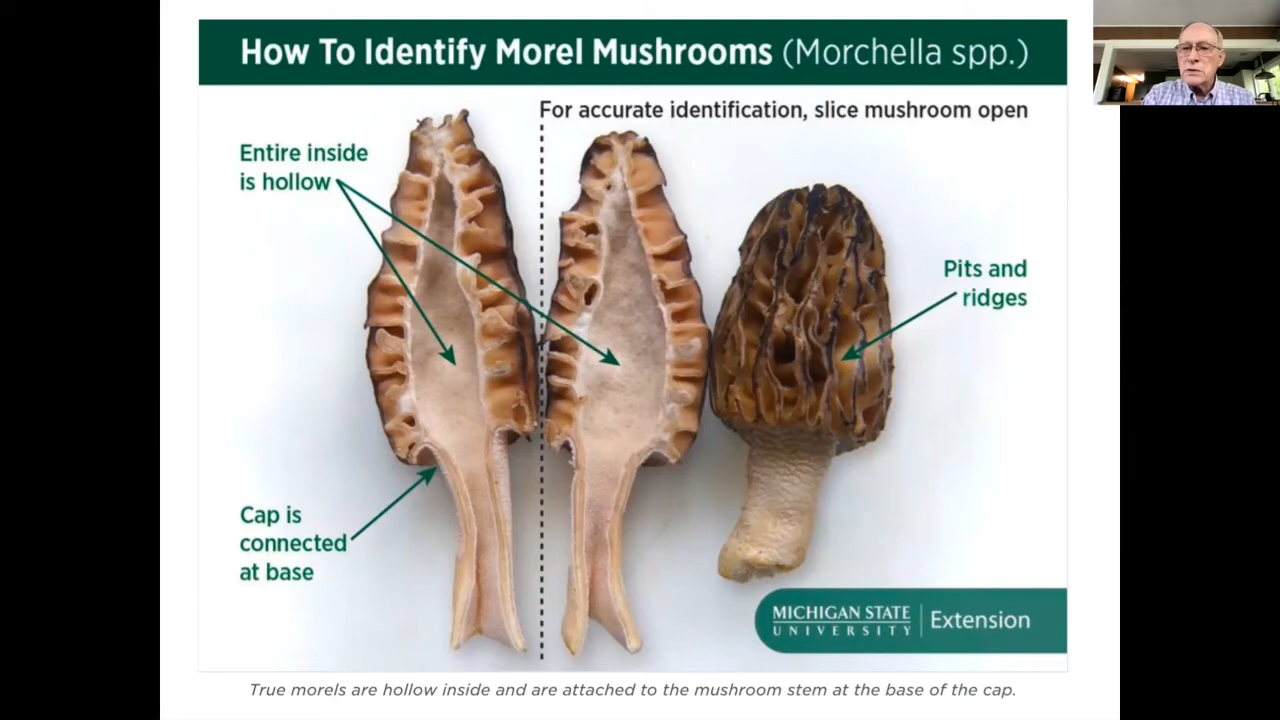 How To Identify Morel Mushrooms (Morchella spp.)
For accurate identification, slice mushroom open
Entire inside
is hollow
Pits and
ridges
Cap is
connected
at base
MICHIGAN STATE
UNIVERSITY
Extension
True morels are hollow inside and are attached to the mushroom stem at the base of the cap.